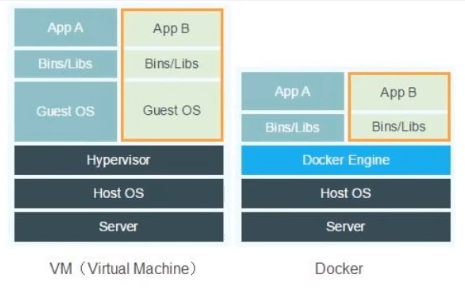 App A
App B
Bins/Libs
Bins/Libs
Guest OS
Guest OS
Hypervisor
Host OS
Server
VM（Virtual Machine）
App A
App B
Bins/Libs
Bins/Libs
Docker Engine
Host OS
Server
Docker